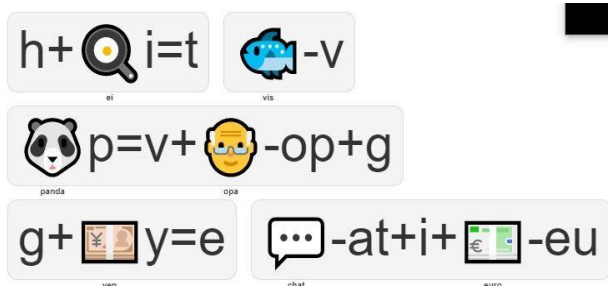 h+ i=t -v
ei vis
p=v+ -op+g
panda opa
g+ y=e -at+i+ -eu
yen chat euro